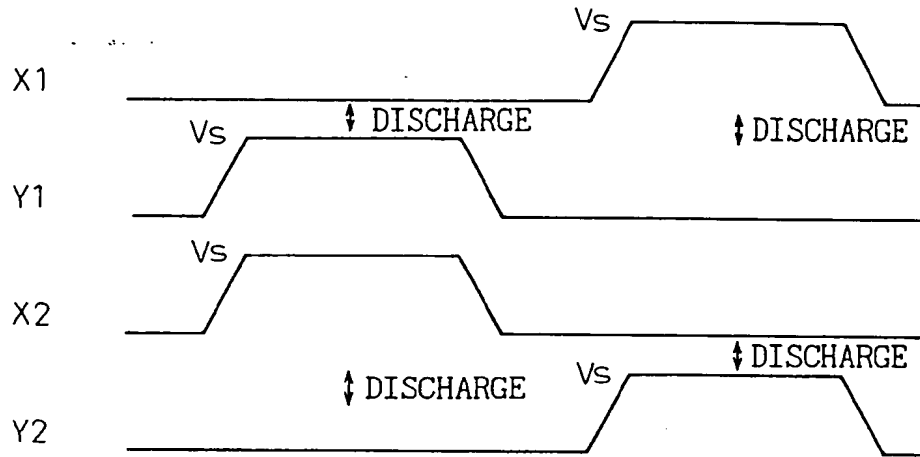 Vs
X1
DISCHARGE
DISCHARGE
Vs
Y1
Vs
X2
DISCHARGE
DISCHARGE
Vs
Y2